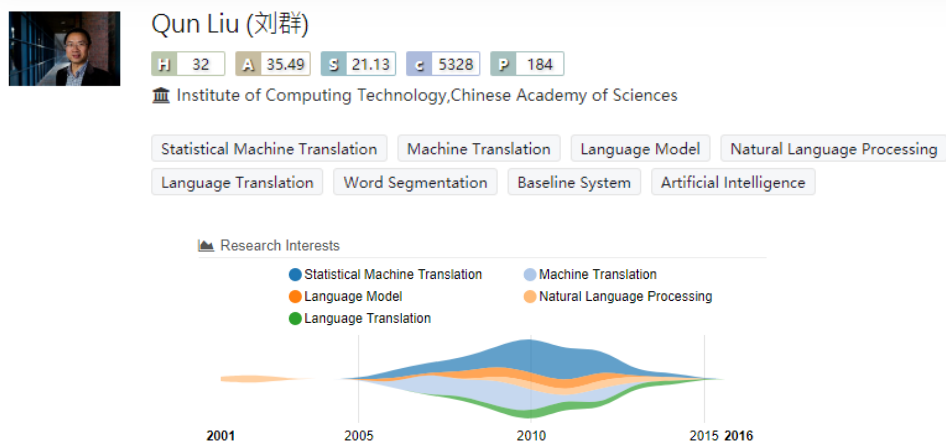 Qun Liu (刘群)
H 32 A 35.49 S 21.13 c 5328 P 184
Institute of Computing Technology,Chinese Academy of Sciences
Statistical Machine Translation Machine Translation Language Model Natural Language Processing
Language Translation Word Segmentation Baseline System Artificial Intelligence
Research Interests
Statistical Machine Translation Machine Translation
Language Model Natural Language Processing
Language Translation
2001 2005 2010 2015 2016